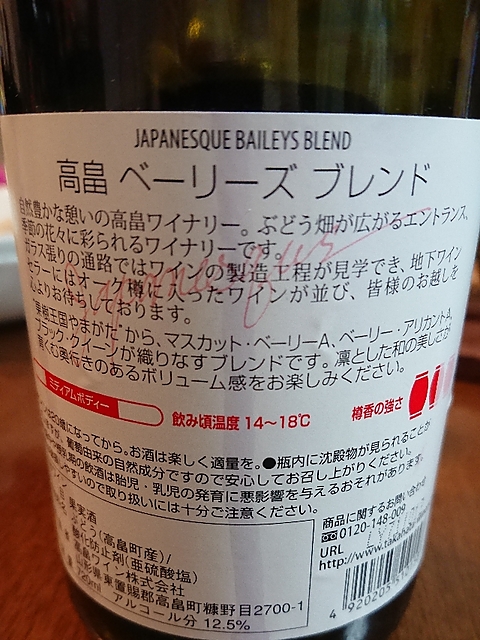 JAPANESQUE BAILEYS BLEND
高畠 ベーリーズ ブレンド
自然豊かな憩いの高畠ワイナリー。ぶどう畑が広がるエントランス、
季節の花々に彩られるワイナリーです。
ガラス張りの通路ではワインの製造工程が見学でき、地下ワイン
セラーにはオーク樽に入ったワインが並び、皆様のお越しを
心よりお待ちしております。
"果樹王国やまがた"から、マスカット・ベーリーA、ベーリー・アリカントA、
ブラック・クイーンが織りなすブレンドです。凛とした和の美しさが
導くむ奥行きのあるボリューム感をお楽しみください。
ミディアムボディー
飲み頃温度 14~18℃
樽香の強さ
は20歳になってから。お酒は楽しく適量を。●瓶内に沈殿物が見られることが
ますが、葡萄由来の自然成分ですので安心してお召し上がりください。
乳期の飲酒は胎児・乳児の発育に悪影響を与えるおそれがあります。
やすいので取り扱いには十分ご注意ください。
果実酒
ぶどう(高畠町産)/
酸化防止剤(亜硫酸塩)
高畠ワイナリー株式会社
山形県東置賜郡高畠町糠野目2700-1
720ml アルコール分 12.5%
商品に関するお問い合わせ
0120-148-009
URL
http://www.takahata
4 920205